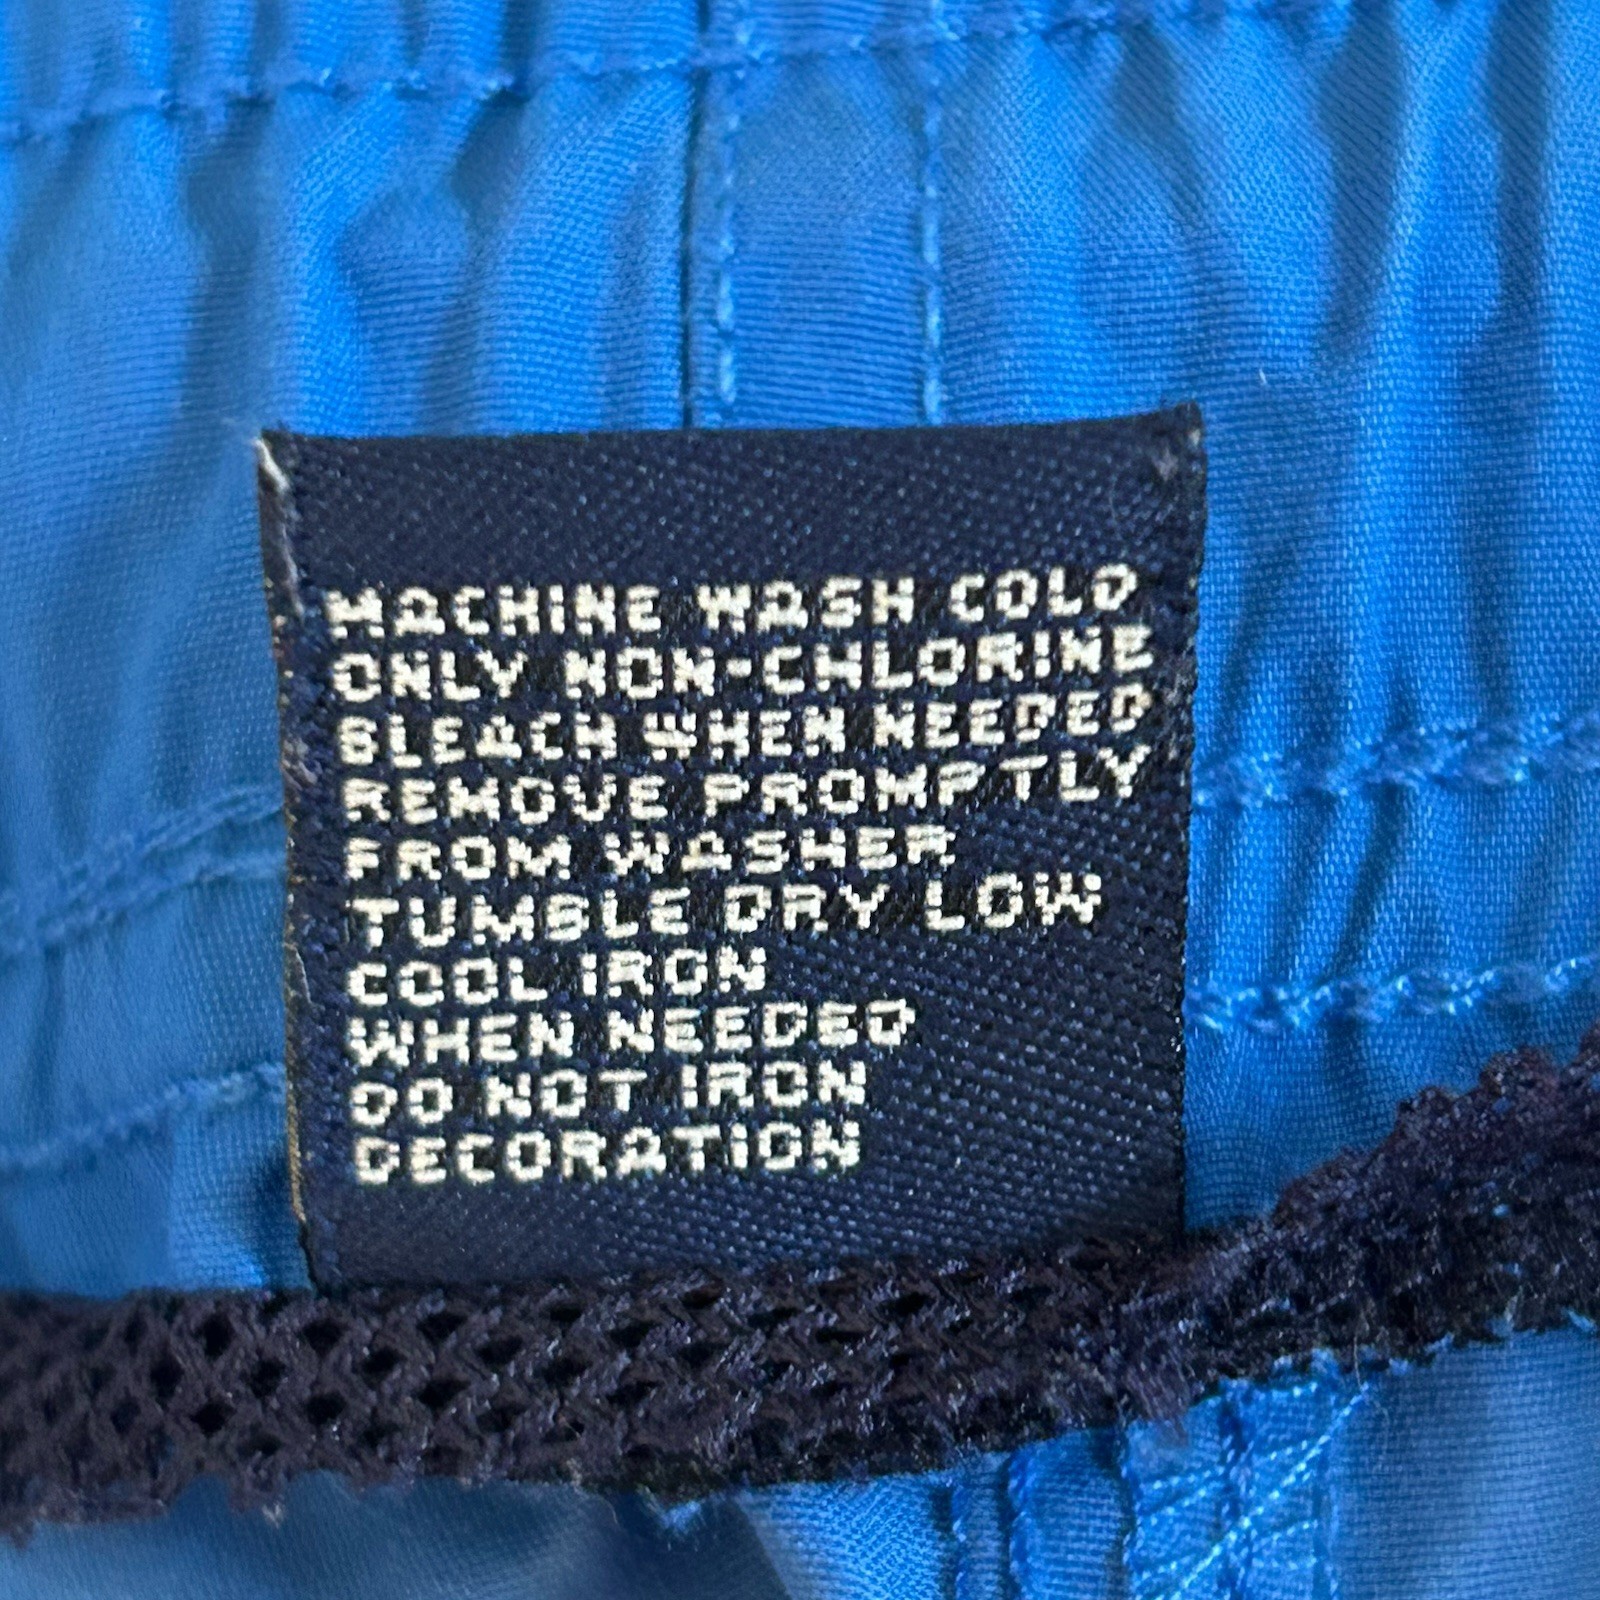 MACHINE WASH COLD
ONLY NON-CHLORINE
BLEACH WHEN NEEDED
REMOVE PROMPTLY
FROM WASHER
TUMBLE DRY LOW
COOL IRON
WHEN NEEDED
DO NOT IRON
DECORATION